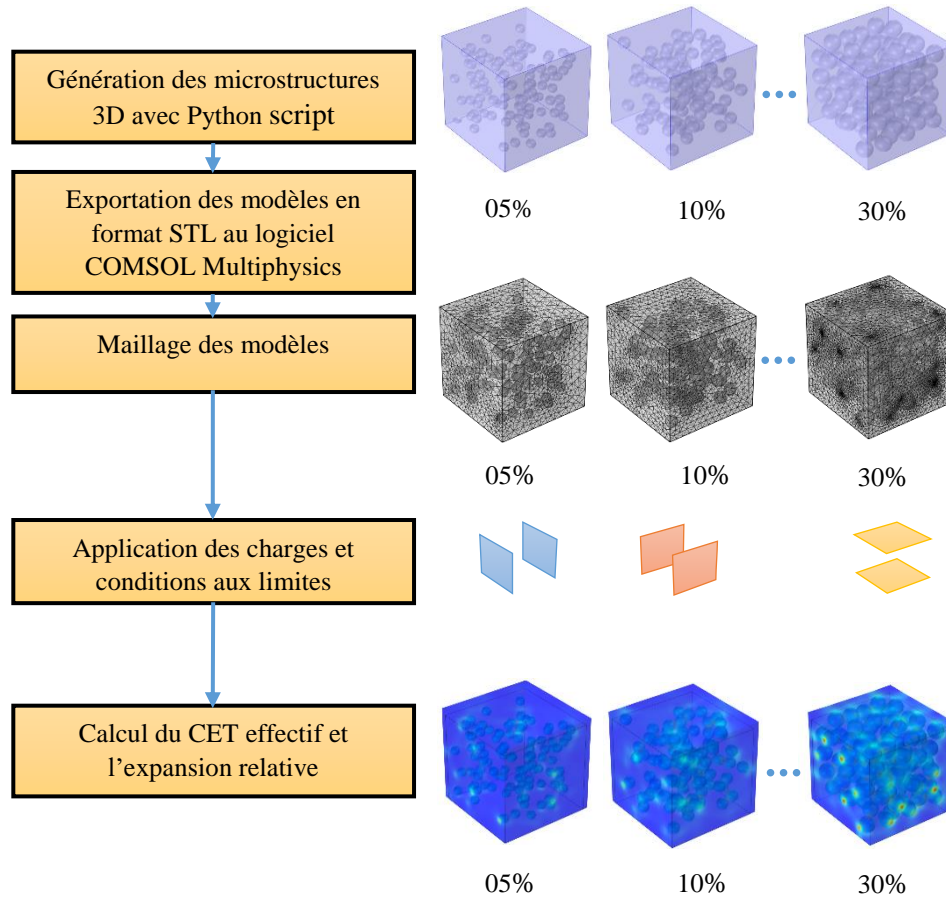 Génération des microstructures
3D avec Python script
05%
10%
30%
Exportation des modèles en
format STL au logiciel
COMSOL Multiphysics
Maillage des modèles
05%
10%
30%
Application des charges et
conditions aux limites
Calcul du CET effectif et
l’expansion relative
05%
10%
30%